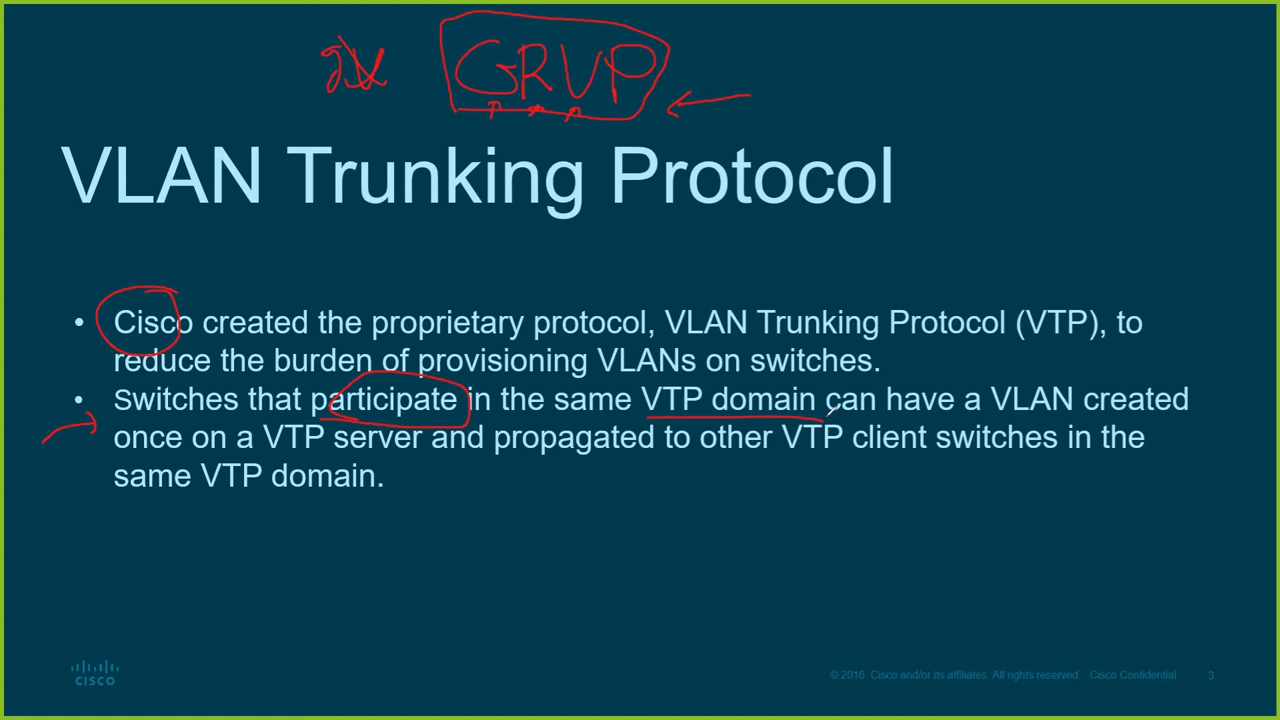 GRVP
VLAN Trunking Protocol
• Cisco created the proprietary protocol, VLAN Trunking Protocol (VTP), to
reduce the burden of provisioning VLANs on switches.
• Switches that participate in the same VTP domain can have a VLAN created
once on a VTP server and propagated to other VTP client switches in the
same VTP domain.
CISCO
© 2016 Cisco and/or its affiliates. All rights reserved. Cisco Confidential 3